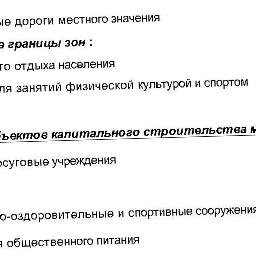 ые дороги местного значения
е границы зон :
го отдыха населения
ля занятий физической культурой и спортом
бъектов капитального строительства м
осуговые учреждения
о-оздоровительные и спортивные сооружения
я общественного питания